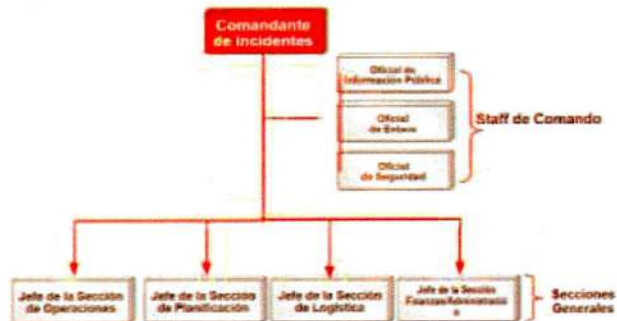 Comandante
de incidentes
Oficial de
Información Pública
Oficial
de Enlace
Oficial
de Seguridad
Staff de Comando
Jefe de la Sección
de Operaciones
Jefe de la Sección
de Planificación
Jefe de la Sección
de Logística
Jefe de la Sección
Finanzas/Administració
n
Secciones
Generales